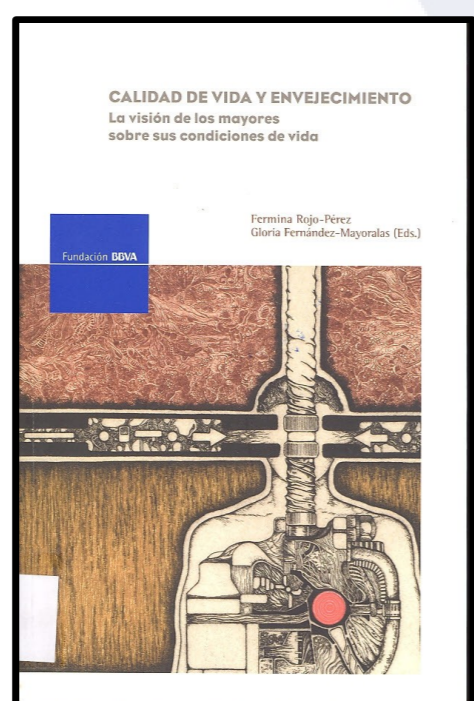 CALIDAD DE VIDA Y ENVEJECIMIENTO
La visión de los mayores
sobre sus condiciones de vida
Fermina Rojo-Pérez
Gloria Fernández-Mayoralas (Eds.)
Fundación BBVA